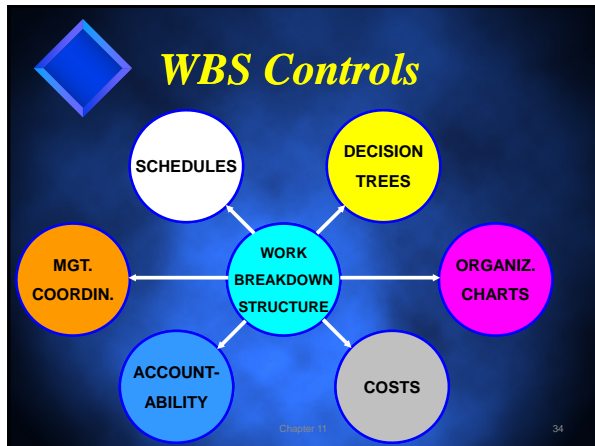 WBS Controls
SCHEDULES
DECISION
TREES
MGT.
COORDIN.
WORK
BREAKDOWN
STRUCTURE
ORGANIZ.
CHARTS
ACCOUNT-
ABILITY
COSTS
Chapter 11
34